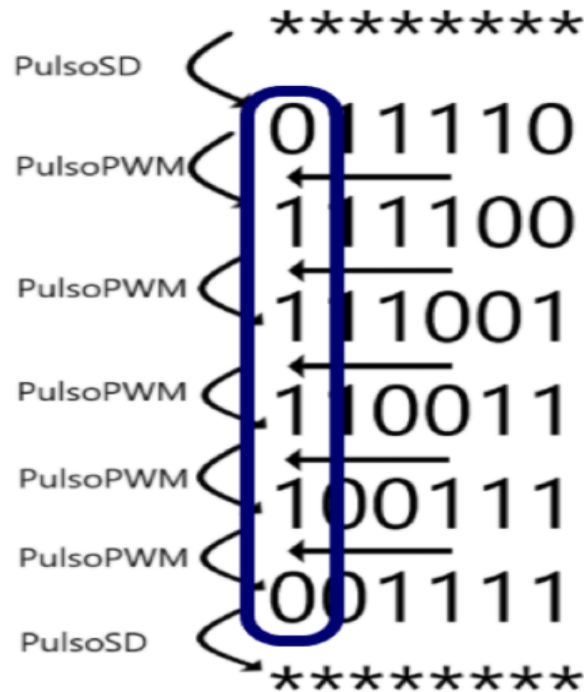 ********
PulsoSD
011110
PulsoPWM
111100
PulsoPWM
111001
PulsoPWM
110011
PulsoPWM
100111
PulsoPWM
001111
PulsoSD
********